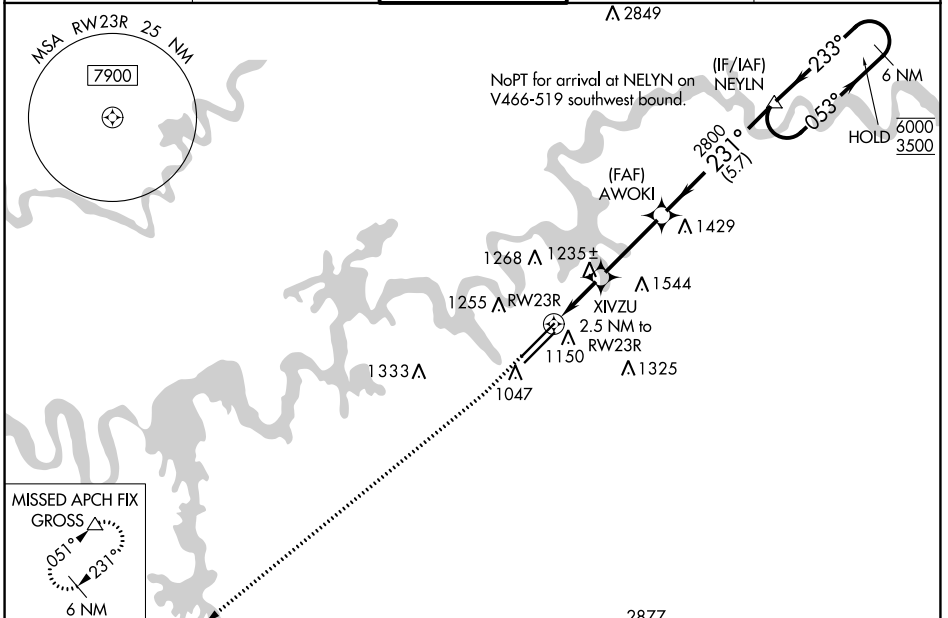 MSA RW23R 25 NM
7900
2849
NoPT for arrival at NELYN on
V466-519 southwest bound.
(IF/IAF)
NEYLN
233°
053°
6 NM
HOLD
6000
3500
2800
231°
(5.7)
(FAF)
AWOKI
1429
1268
1235±
1544
1255
RW23R
XIVZU
2.5 NM to
RW23R
1150
1325
1333
1047
MISSED APCH FIX
GROSS
051°
231°
6 NM
2877